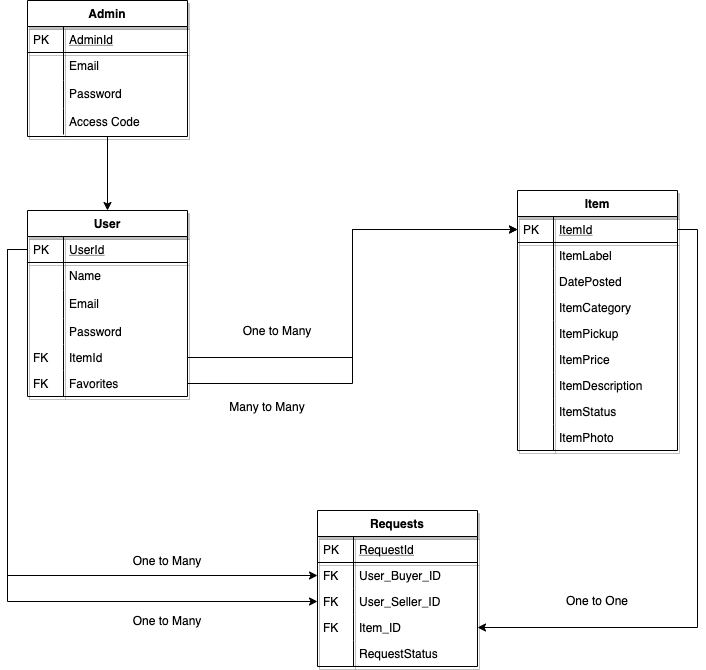 Admin
PK AdminId
Email
Password
Access Code
User
PK UserId
Name
Email
Password
FK ItemId
FK Favorites
One to Many
Many to Many
Item
PK ItemId
ItemLabel
DatePosted
ItemCategory
ItemPickup
ItemPrice
ItemDescription
ItemStatus
ItemPhoto
Requests
PK RequestId
FK User_Buyer_ID
FK User_Seller_ID
FK Item_ID
RequestStatus
One to Many
One to Many
One to One